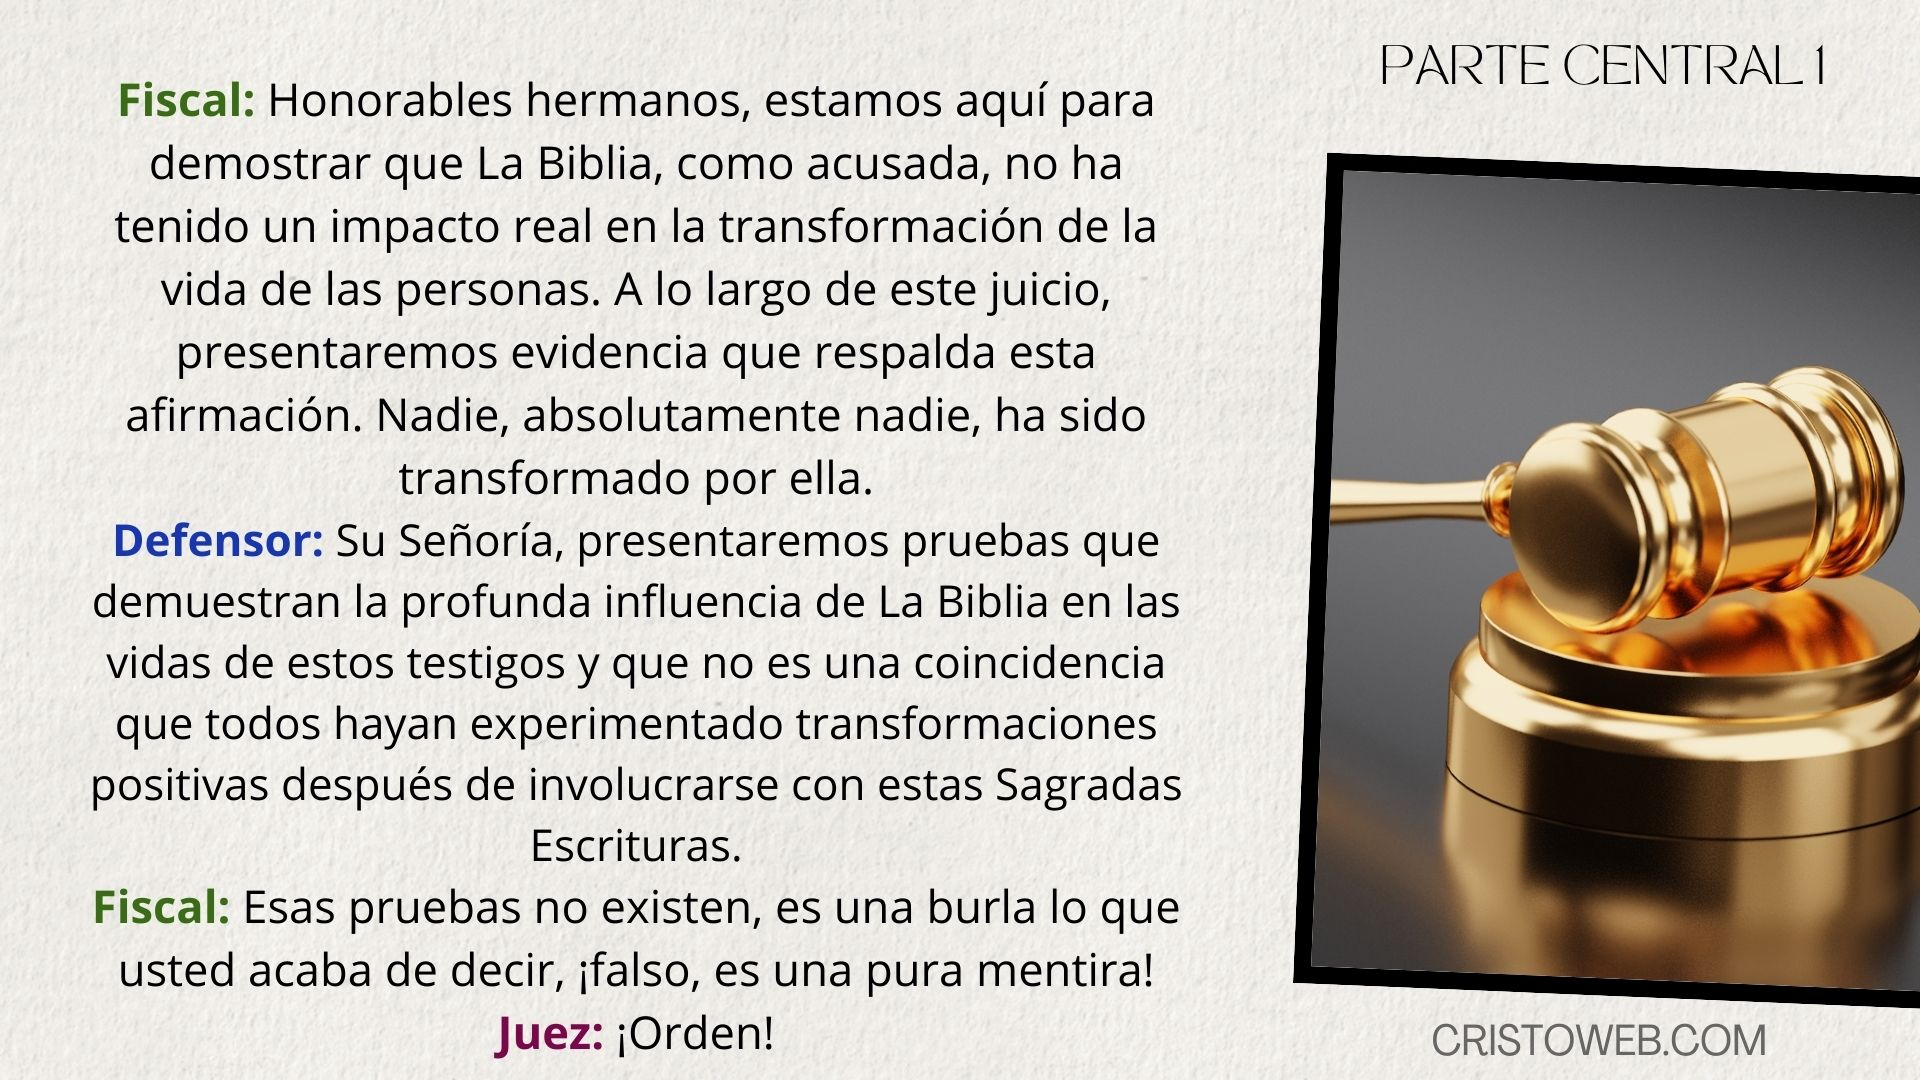 PARTE CENTRAL 1
Fiscal: Honorables hermanos, estamos aquí para
demostrar que La Biblia, como acusada, no ha
tenido un impacto real en la transformación de la
vida de las personas. A lo largo de este juicio,
presentaremos evidencia que respalda esta
afirmación. Nadie, absolutamente nadie, ha sido
transformado por ella.
Defensor: Su Señoría, presentaremos pruebas que
demuestran la profunda influencia de La Biblia en las
vidas de estos testigos y que no es una coincidencia
que todos hayan experimentado transformaciones
positivas después de involucrarse con estas Sagradas
Escrituras.
Fiscal: Esas pruebas no existen, es una burla lo que
usted acaba de decir, ¡falso, es una pura mentira!
Juez: ¡Orden!
CRISTOWEB.COM